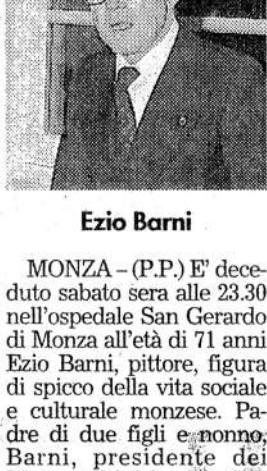 Ezio Barni
MONZA – (P.P.) E' dece-
duto sabato sera alle 23.30
nell'ospedale San Gerardo
di Monza all'età di 71 anni
Ezio Barni, pittore, figura
di spicco della vita sociale
e culturale monzese. Pa-
dre di due figli e nonno,
Barni, presidente dei